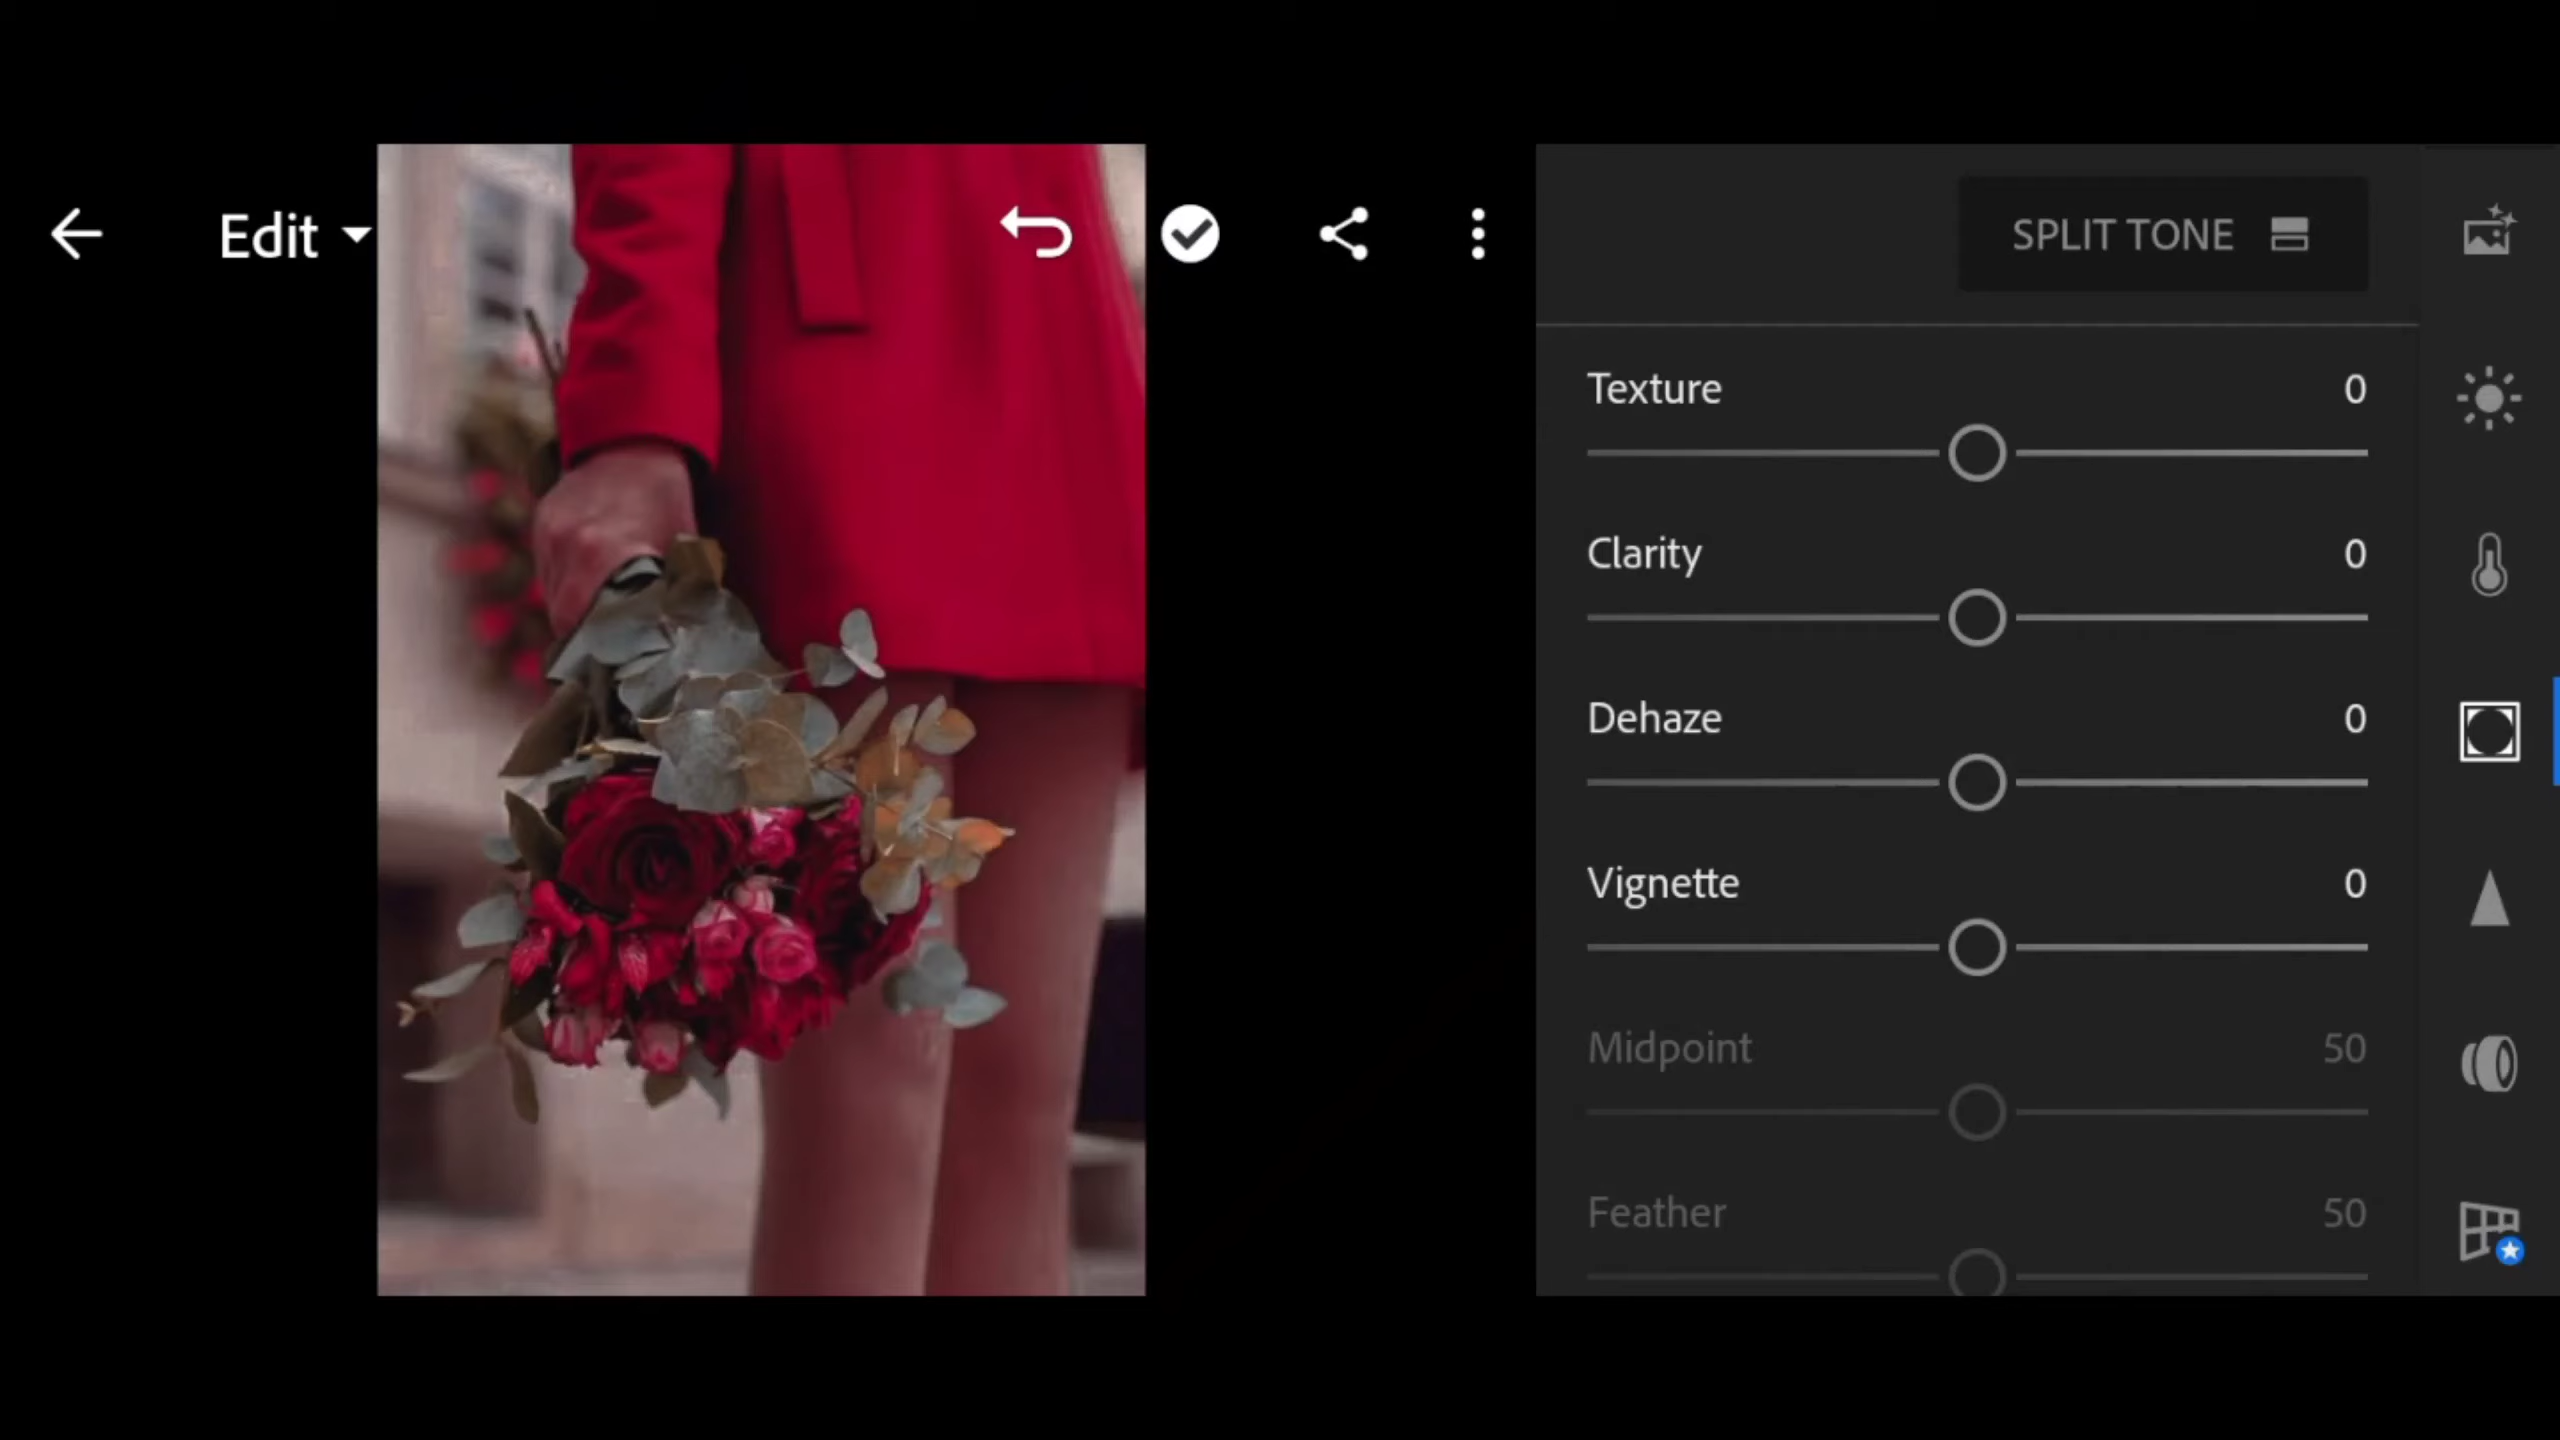 Edit
SPLIT TONE
Texture 0
Clarity 0
Dehaze 0
Vignette 0
Midpoint 50
Feather 50